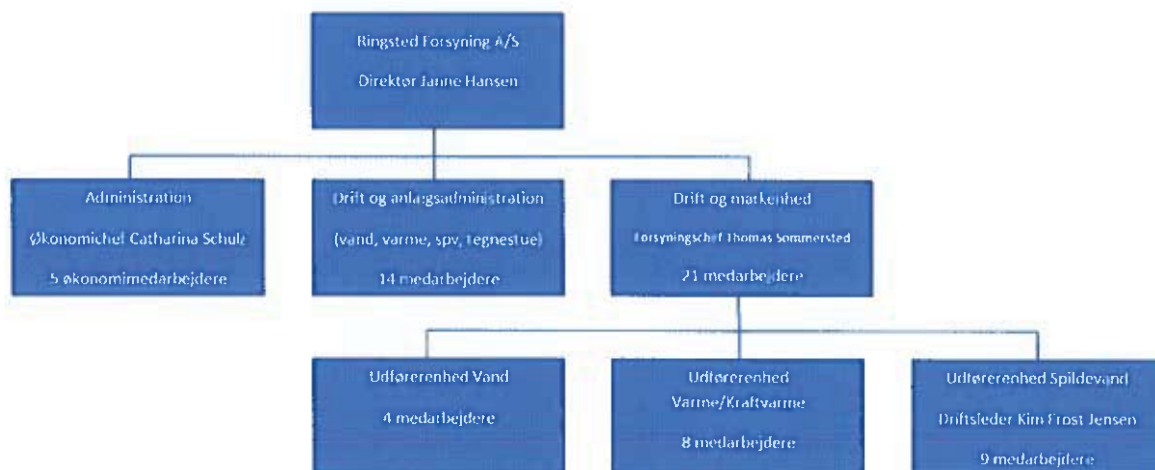 Ringsted Forsyning A/S
Direktør Janne Hansen
Administration
Økonomichef Catharina Schulz
5 økonomimedarbejdere
Drift og anlægsadministration
(vand, varme, spv, tegnestue)
14 medarbejdere
Drift og markenhed
Forsyningschef Thomas Sommersted
21 medarbejdere
Udførerenhed Vand
4 medarbejdere
Udførerenhed
Varme/Kraftvarme
8 medarbejdere
Udførerenhed Spildevand
Driftsleder Kim Frost Jensen
9 medarbejdere